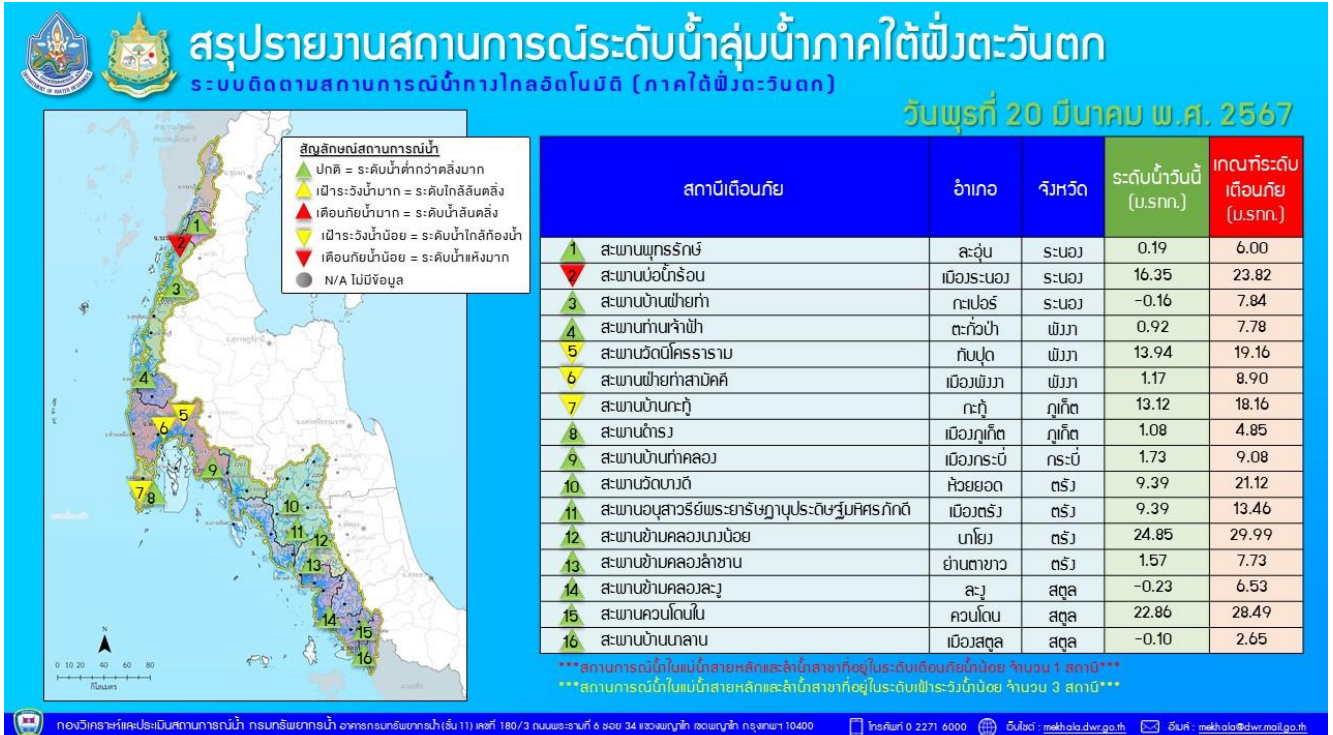 สรุปรายงานสถานการณ์ระดับน้ำลุ่มน้ำภาคใต้ฝั่งตะวันตก
ระบบติดตามสถานการณ์น้ำทางไกลอัตโนมัติ (ภาคใต้ฝั่งตะวันตก)
วันพุธที่ 20 มีนาคม พ.ศ. 2567
สัญลักษณ์สถานการณ์น้ำ
ปกติ = ระดับน้ำต่ำกว่าตลิ่งมาก
เฝ้าระวังน้ำมาก = ระดับใกล้ล้นตลิ่ง
เตือนภัยน้ำมาก = ระดับน้ำล้นตลิ่ง
เฝ้าระวังน้ำน้อย = ระดับน้ำใกล้ท้องน้ำ
เตือนภัยน้ำน้อย = ระดับน้ำแห้งมาก
N/A ไม่มีข้อมูล
1
2
3
4
5
6
7
8
9
10
11
12
13
14
15
16
N
0 10 20 40 60 80
กิโลเมตร
สถานีเตือนภัย อำเภอ จังหวัด ระดับน้ำวันนี้ (ม.รทก.) เกณฑ์ระดับเตือนภัย (ม.รทก.)
1 สะพานพุทธรักษ์ ละอุ่น ระนอง 0.19 6.00
2 สะพานบ่อน้ำร้อน เมืองระนอง ระนอง 16.35 23.82
3 สะพานบ้านฝ่ายท่า กะเปอร์ ระนอง -0.16 7.84
4 สะพานท่านเจ้าฟ้า ตะกั่วป่า พังงา 0.92 7.78
5 สะพานวัดนิโครธาราม ทับปุด พังงา 13.94 19.16
6 สะพานฝ่ายท่าสามัคคี เมืองพังงา พังงา 1.17 8.90
7 สะพานบ้านกะทู้ กะทู้ ภูเก็ต 13.12 18.16
8 สะพานดำรง เมืองภูเก็ต ภูเก็ต 1.08 4.85
9 สะพานบ้านท่าคลอง เมืองกระบี่ กระบี่ 1.73 9.08
10 สะพานวัดบางดี ห้วยยอด ตรัง 9.39 21.12
11 สะพานอนุสาวรีย์พระยารัษฎานุประดิษฐ์มหิศรภักดี เมืองตรัง ตรัง 9.39 13.46
12 สะพานข้ามคลองนางน้อย นาโยง ตรัง 24.85 29.99
13 สะพานข้ามคลองลำชาน ย่านตาขาว ตรัง 1.57 7.73
14 สะพานข้ามคลองละงู ละงู สตูล -0.23 6.53
15 สะพานควนโดนใน ควนโดน สตูล 22.86 28.49
16 สะพานบ้านนาลาน เมืองสตูล สตูล -0.10 2.65
***สถานการณ์น้ำในแม่น้ำสายหลักและลำน้ำสาขาที่อยู่ในระดับเตือนภัยน้ำน้อย จำนวน 1 สถานี***
***สถานการณ์น้ำในแม่น้ำสายหลักและลำน้ำสาขาที่อยู่ในระดับเฝ้าระวังน้ำน้อย จำนวน 3 สถานี***
กองวิเคราะห์และประเมินสถานการณ์น้ำ กรมทรัพยากรน้ำ อาคารกรมทรัพยากรน้ำ (ชั้น 11) เลขที่ 180/3 ถนนพระรามที่ 6 ซอย 34 แขวงพญาไท เขตพญาไท กรุงเทพฯ 10400 โทรศัพท์ 0 2271 6000 เว็บไซต์ : mekhala.dwr.go.th อีเมล์ : mekhala@dwr.mail.go.th